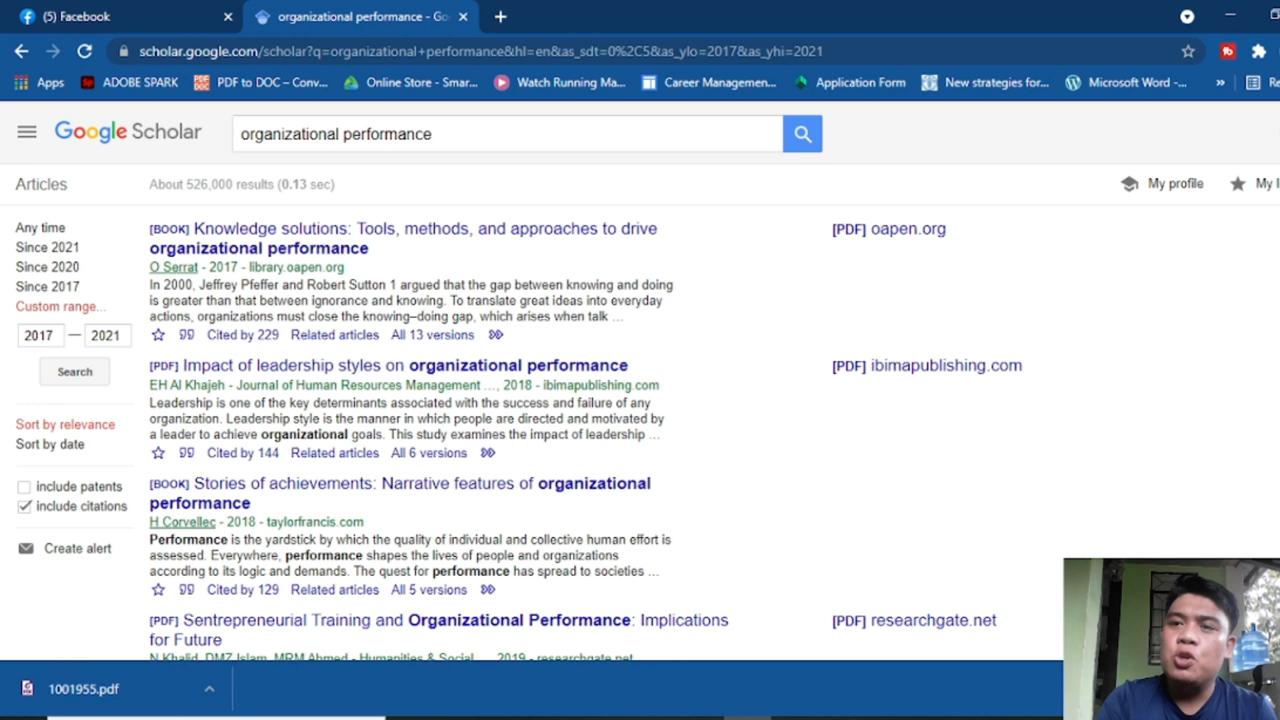 (5) Facebook
organizational performance - Go
scholar.google.com/scholar?q=organizational+performance&hl=en&as_sdt=0%2C5&as_ylo=2017&as_yhi=2021
Apps ADOBE SPARK PDF to DOC – Conv... Online Store - Smar... Watch Running Ma... Career Managemen... Application Form New strategies for... Microsoft Word -... » Re
Google Scholar
organizational performance
Articles
About 526,000 results (0.13 sec)
My profile
My l
Any time
Since 2021
Since 2020
Since 2017
Custom range...
2017 — 2021
Search
Sort by relevance
Sort by date
include patents
include citations
Create alert
[BOOK] Knowledge solutions: Tools, methods, and approaches to drive
organizational performance
O Serrat - 2017 - library.oapen.org
In 2000, Jeffrey Pfeffer and Robert Sutton 1 argued that the gap between knowing and doing
is greater than that between ignorance and knowing. To translate great ideas into everyday
actions, organizations must close the knowing–doing gap, which arises when talk ...
Cited by 229 Related articles All 13 versions
[PDF] oapen.org
[PDF] Impact of leadership styles on organizational performance
EH Al Khajeh - Journal of Human Resources Management ..., 2018 - ibimapublishing.com
Leadership is one of the key determinants associated with the success and failure of any
organization. Leadership style is the manner in which people are directed and motivated by
a leader to achieve organizational goals. This study examines the impact of leadership ...
Cited by 144 Related articles All 6 versions
[PDF] ibimapublishing.com
[BOOK] Stories of achievements: Narrative features of organizational
performance
H Corvellec - 2018 - taylorfrancis.com
Performance is the yardstick by which the quality of individual and collective human effort is
assessed. Everywhere, performance shapes the lives of people and organizations
according to its logic and demands. The quest for performance has spread to societies ...
Cited by 129 Related articles All 5 versions
[PDF] Sentrepreneurial Training and Organizational Performance: Implications
for Future
N Khalid, DMZ Islam, MRM Ahmed - Humanities & Social ..., 2019 - researchgate.net
[PDF] researchgate.net
1001955.pdf